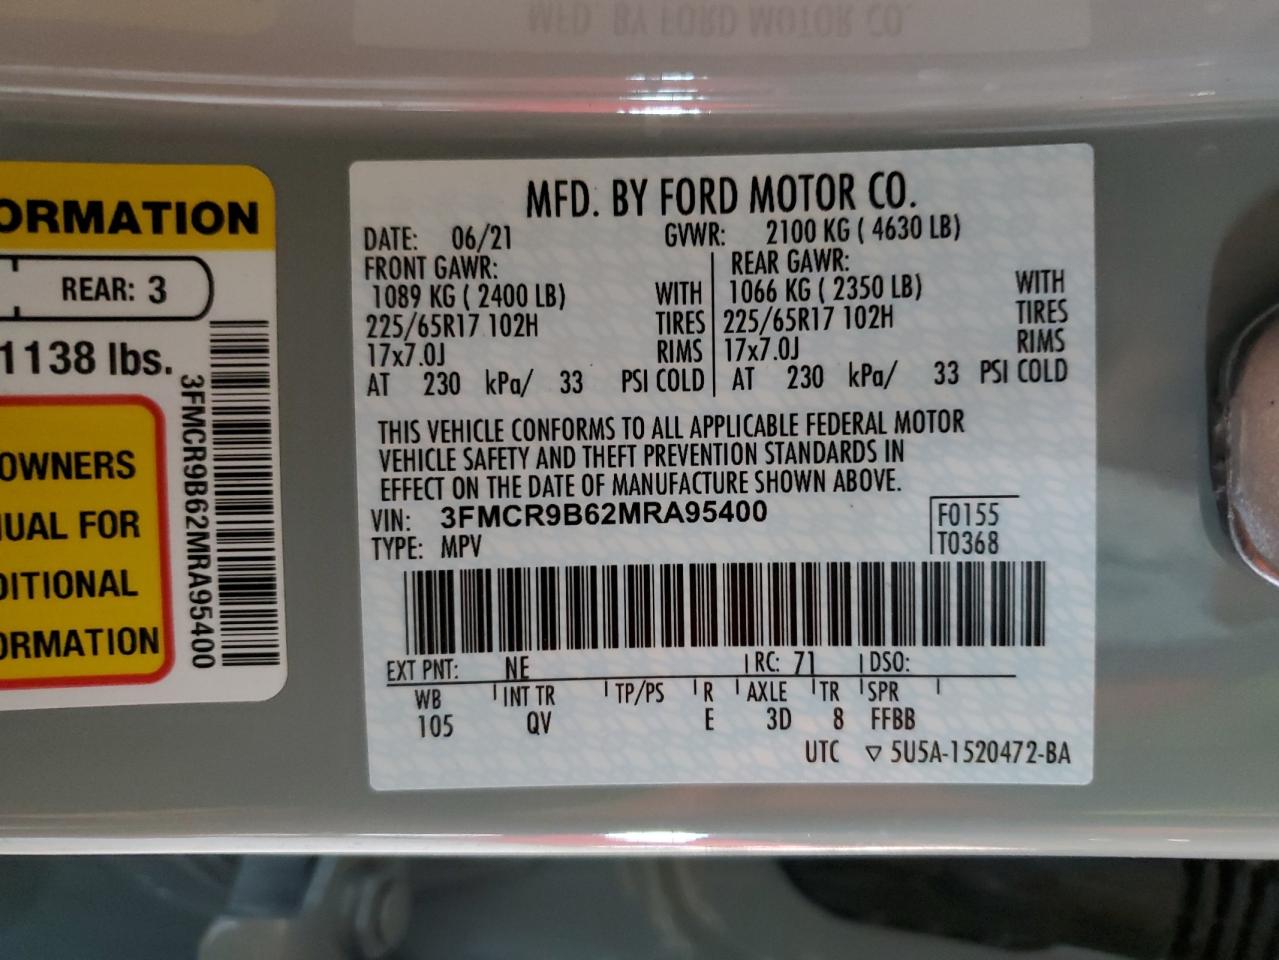 MFD. BY FORD MOTOR CO.
ORMATION
REAR: 3
1138 lbs.
3FMCR9B62MRA95400
OWNERS
UAL FOR
DITIONAL
ORMATION
MFD. BY FORD MOTOR CO.
DATE: 06/21 GVWR: 2100 KG ( 4630 LB)
FRONT GAWR: REAR GAWR:
1089 KG ( 2400 LB) WITH 1066 KG ( 2350 LB) WITH
225/65R17 102H TIRES 225/65R17 102H TIRES
17x7.0J RIMS 17x7.0J RIMS
AT 230 kPa/ 33 PSI COLD AT 230 kPa/ 33 PSI COLD
THIS VEHICLE CONFORMS TO ALL APPLICABLE FEDERAL MOTOR
VEHICLE SAFETY AND THEFT PREVENTION STANDARDS IN
EFFECT ON THE DATE OF MANUFACTURE SHOWN ABOVE.
VIN: 3FMCR9B62MRA95400 F0155
TYPE: MPV T0368
EXT PNT: NE RC: 71 DSO:
WB INT TR TP/PS R AXLE TR SPR
105 QV E 3D 8 FFBB
UTC ▽ 5U5A-1520472-BA